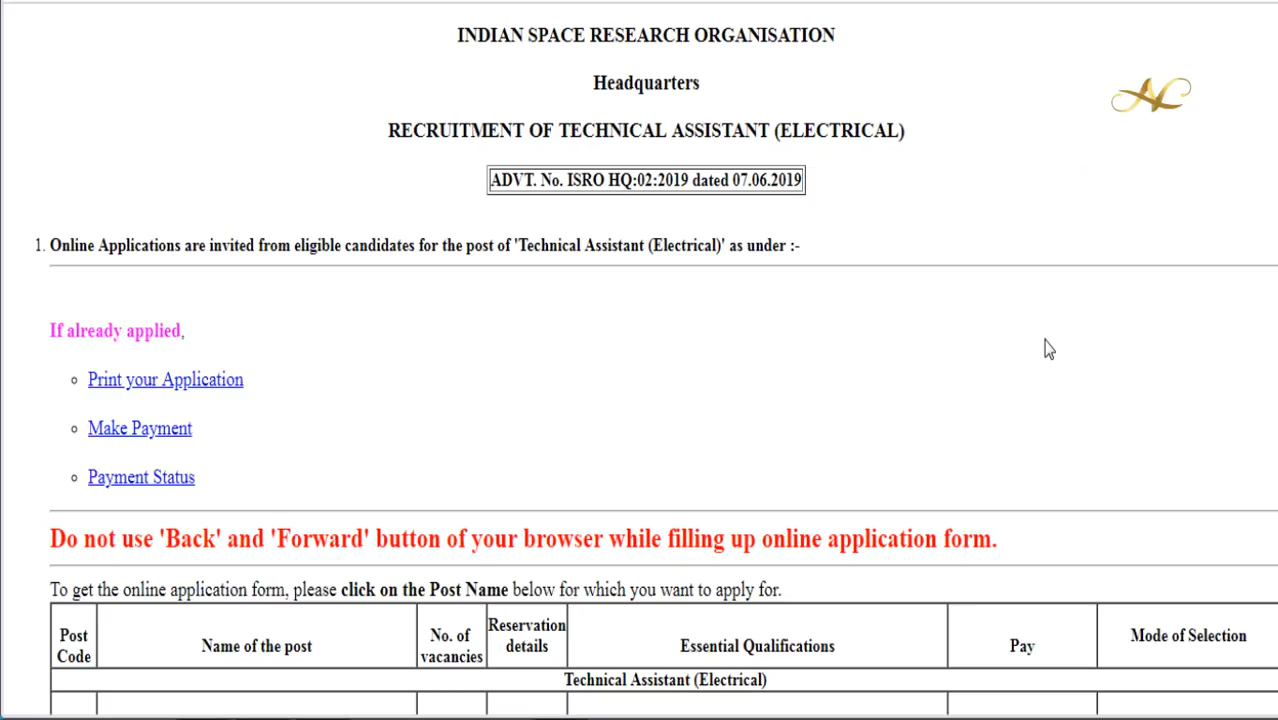 INDIAN SPACE RESEARCH ORGANISATION
Headquarters
RECRUITMENT OF TECHNICAL ASSISTANT (ELECTRICAL)
ADVT. No. ISRO HQ:02:2019 dated 07.06.2019
1. Online Applications are invited from eligible candidates for the post of 'Technical Assistant (Electrical)' as under :-
If already applied,
Print your Application
Make Payment
Payment Status
Do not use 'Back' and 'Forward' button of your browser while filling up online application form.
To get the online application form, please click on the Post Name below for which you want to apply for.
Post Code
Name of the post
No. of vacancies
Reservation details
Essential Qualifications
Pay
Mode of Selection
Technical Assistant (Electrical)